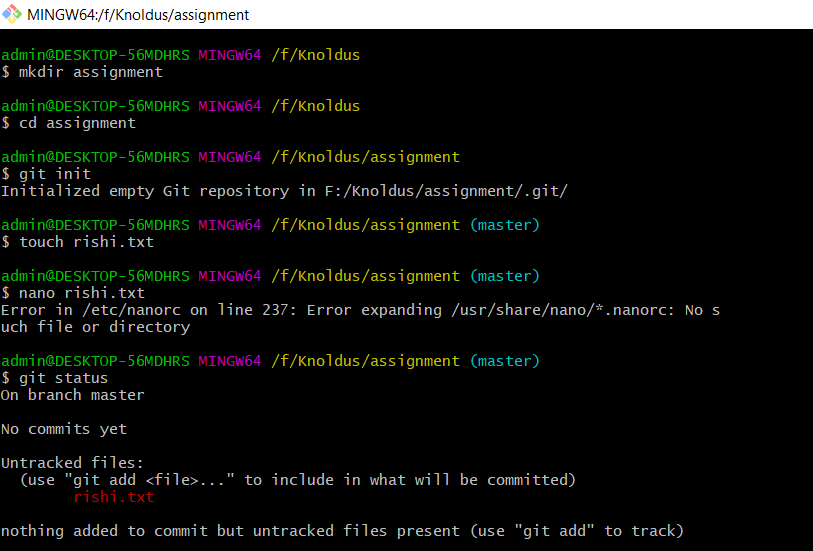 MINGW64:/f/Knoldus/assignment
admin@DESKTOP-56MDHRS MINGW64 /f/Knoldus
$ mkdir assignment
admin@DESKTOP-56MDHRS MINGW64 /f/Knoldus
$ cd assignment
admin@DESKTOP-56MDHRS MINGW64 /f/Knoldus/assignment
$ git init
Initialized empty Git repository in F:/Knoldus/assignment/.git/
admin@DESKTOP-56MDHRS MINGW64 /f/Knoldus/assignment (master)
$ touch rishi.txt
admin@DESKTOP-56MDHRS MINGW64 /f/Knoldus/assignment (master)
$ nano rishi.txt
Error in /etc/nanorc on line 237: Error expanding /usr/share/nano/*.nanorc: No s
uch file or directory
admin@DESKTOP-56MDHRS MINGW64 /f/Knoldus/assignment (master)
$ git status
On branch master
No commits yet
Untracked files:
  (use "git add <file>..." to include in what will be committed)
        rishi.txt
nothing added to commit but untracked files present (use "git add" to track)